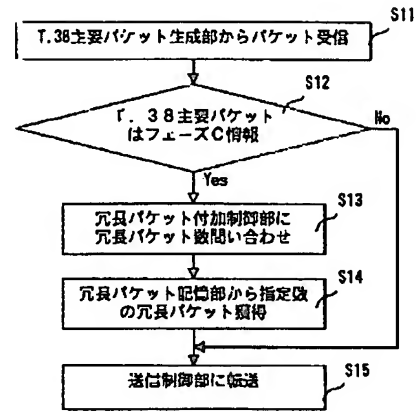 T.38主要パケット生成部からパケット受信
S11
S12
T. 38主要パケット
はフェーズC情報
No
Yes
S13
冗長パケット付加制御部に
冗長パケット数問い合わせ
S14
冗長パケット記憶部から指定数
の冗長パケット獲得
S15
送信制御部に転送